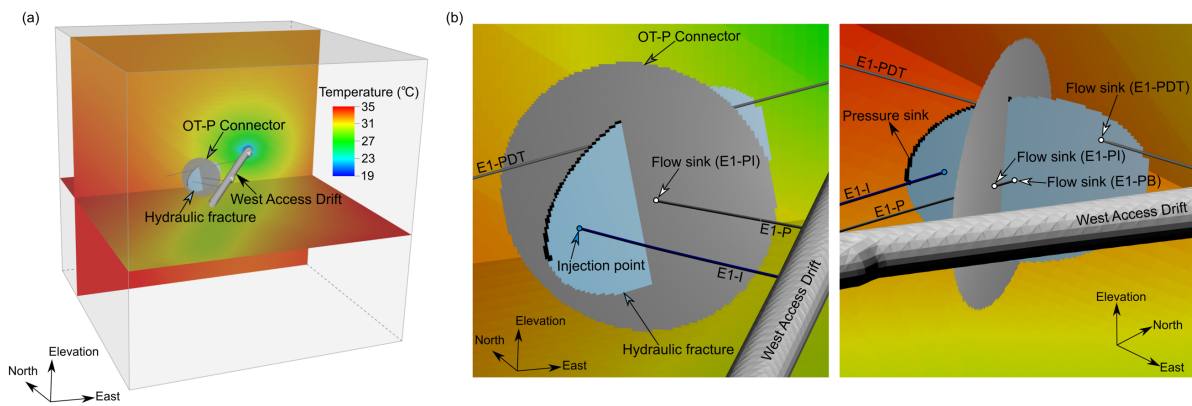 (a)
Temperature (℃)
35
31
27
23
19
OT-P Connector
West Access Drift
Hydraulic fracture
Elevation
North
East
(b)
OT-P Connector
E1-PDT
Flow sink (E1-PI)
E1-P
Injection point
E1-I
Hydraulic fracture
West Access Drift
Elevation
North
East
E1-PDT
Flow sink (E1-PDT)
Pressure sink
Flow sink (E1-PI)
E1-I
Flow sink (E1-PB)
E1-P
West Access Drift
Elevation
North
East